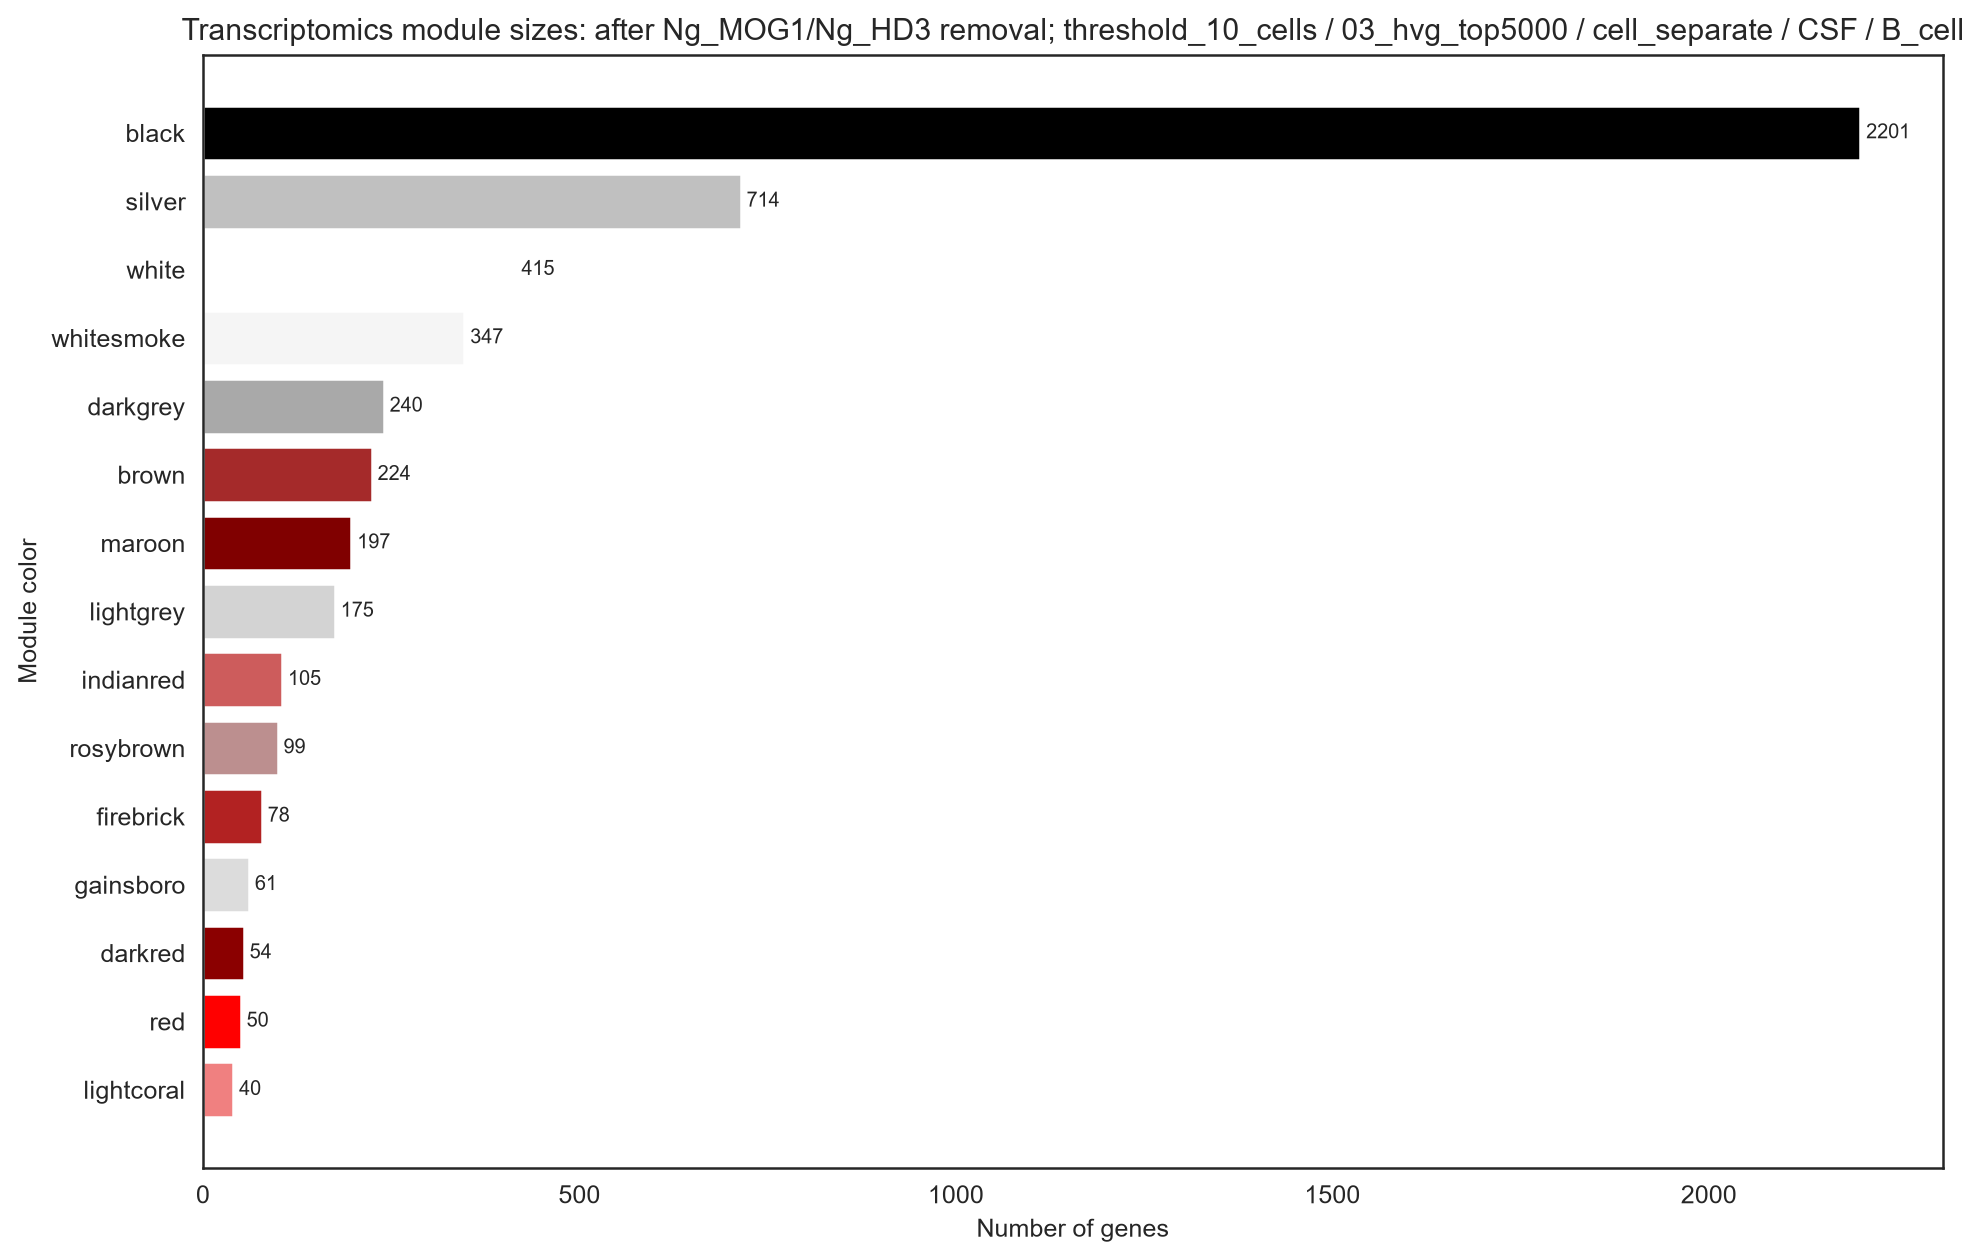 Transcriptomics module sizes: after Ng_MOG1/Ng_HD3 removal; threshold_10_cells / 03_hvg_top5000 / cell_separate / CSF / B_cell
black 2201
silver 714
white 415
whitesmoke 347
darkgrey 240
brown 224
maroon 197
lightgrey 175
indianred 105
rosybrown 99
firebrick 78
gainsboro 61
darkred 54
red 50
lightcoral 40
Module color
0 500 1000 1500 2000
Number of genes